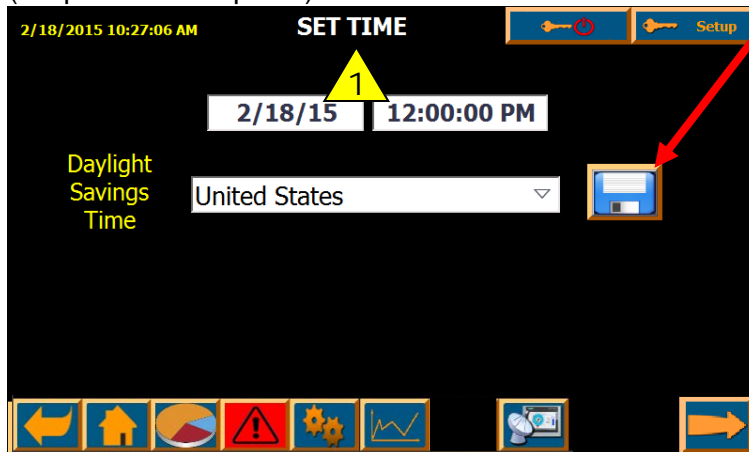 2/18/2015 10:27:06 AM SET TIME Setup
1
2/18/15 12:00:00 PM
Daylight
Savings United States
Time